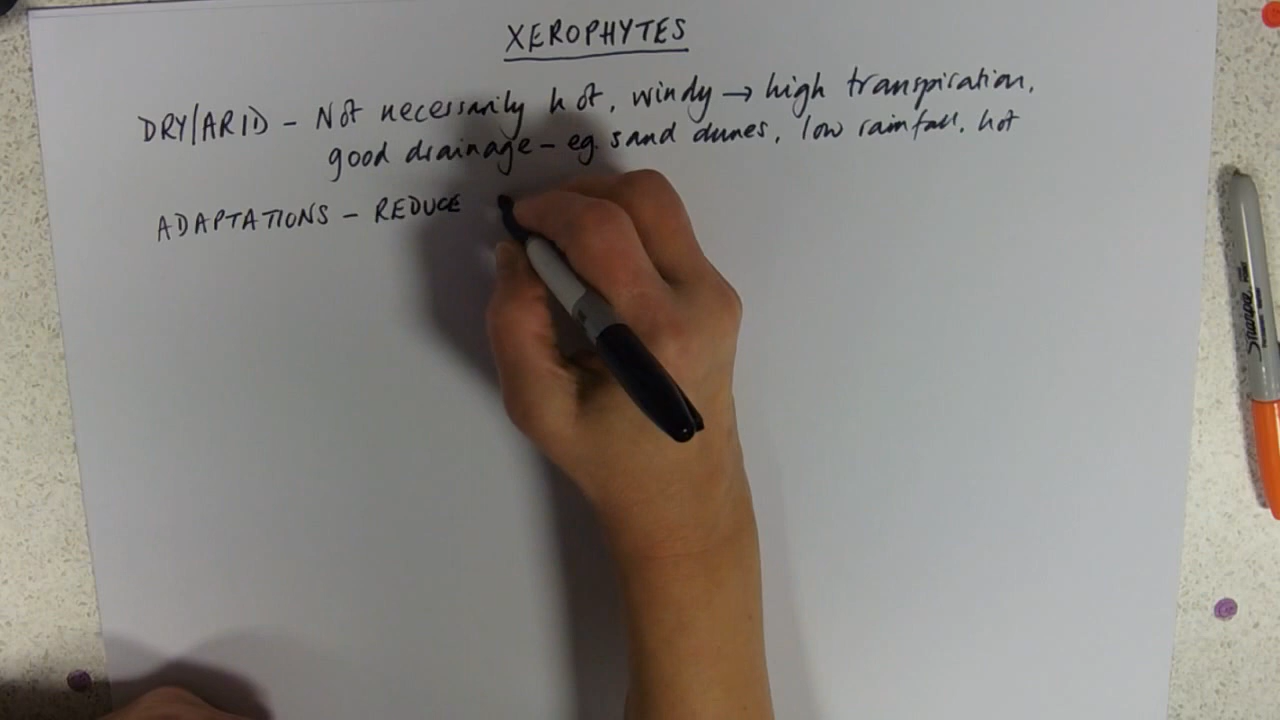 XEROPHYTES
DRY/ARID - Not necessarily hot, windy → high transpiration,
good drainage - eg. sand dunes, low rainfall, hot
ADAPTATIONS - REDUCE
Sharpie